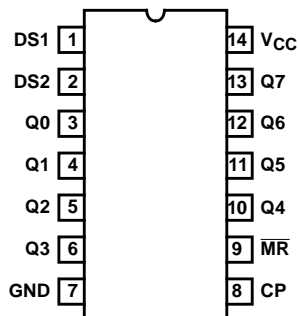 DS1 1 14 VCC
DS2 2 13 Q7
Q0 3 12 Q6
Q1 4 11 Q5
Q2 5 10 Q4
Q3 6 9 M̅R̅
GND 7 8 CP